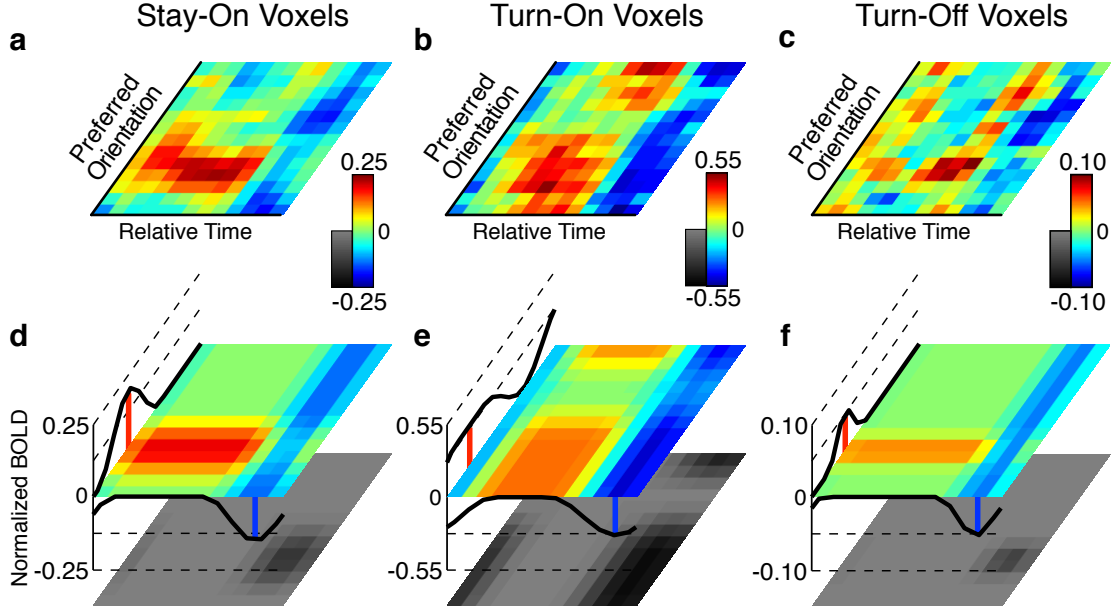 Stay-On Voxels
Turn-On Voxels
Turn-Off Voxels
a
b
c
Preferred
Orientation
Relative Time
0.25
0
-0.25
Preferred
Orientation
Relative Time
0.55
0
-0.55
Preferred
Orientation
Relative Time
0.10
0
-0.10
d
e
f
Normalized BOLD
0.25
0
-0.25
0.55
0
-0.55
0.10
0
-0.10